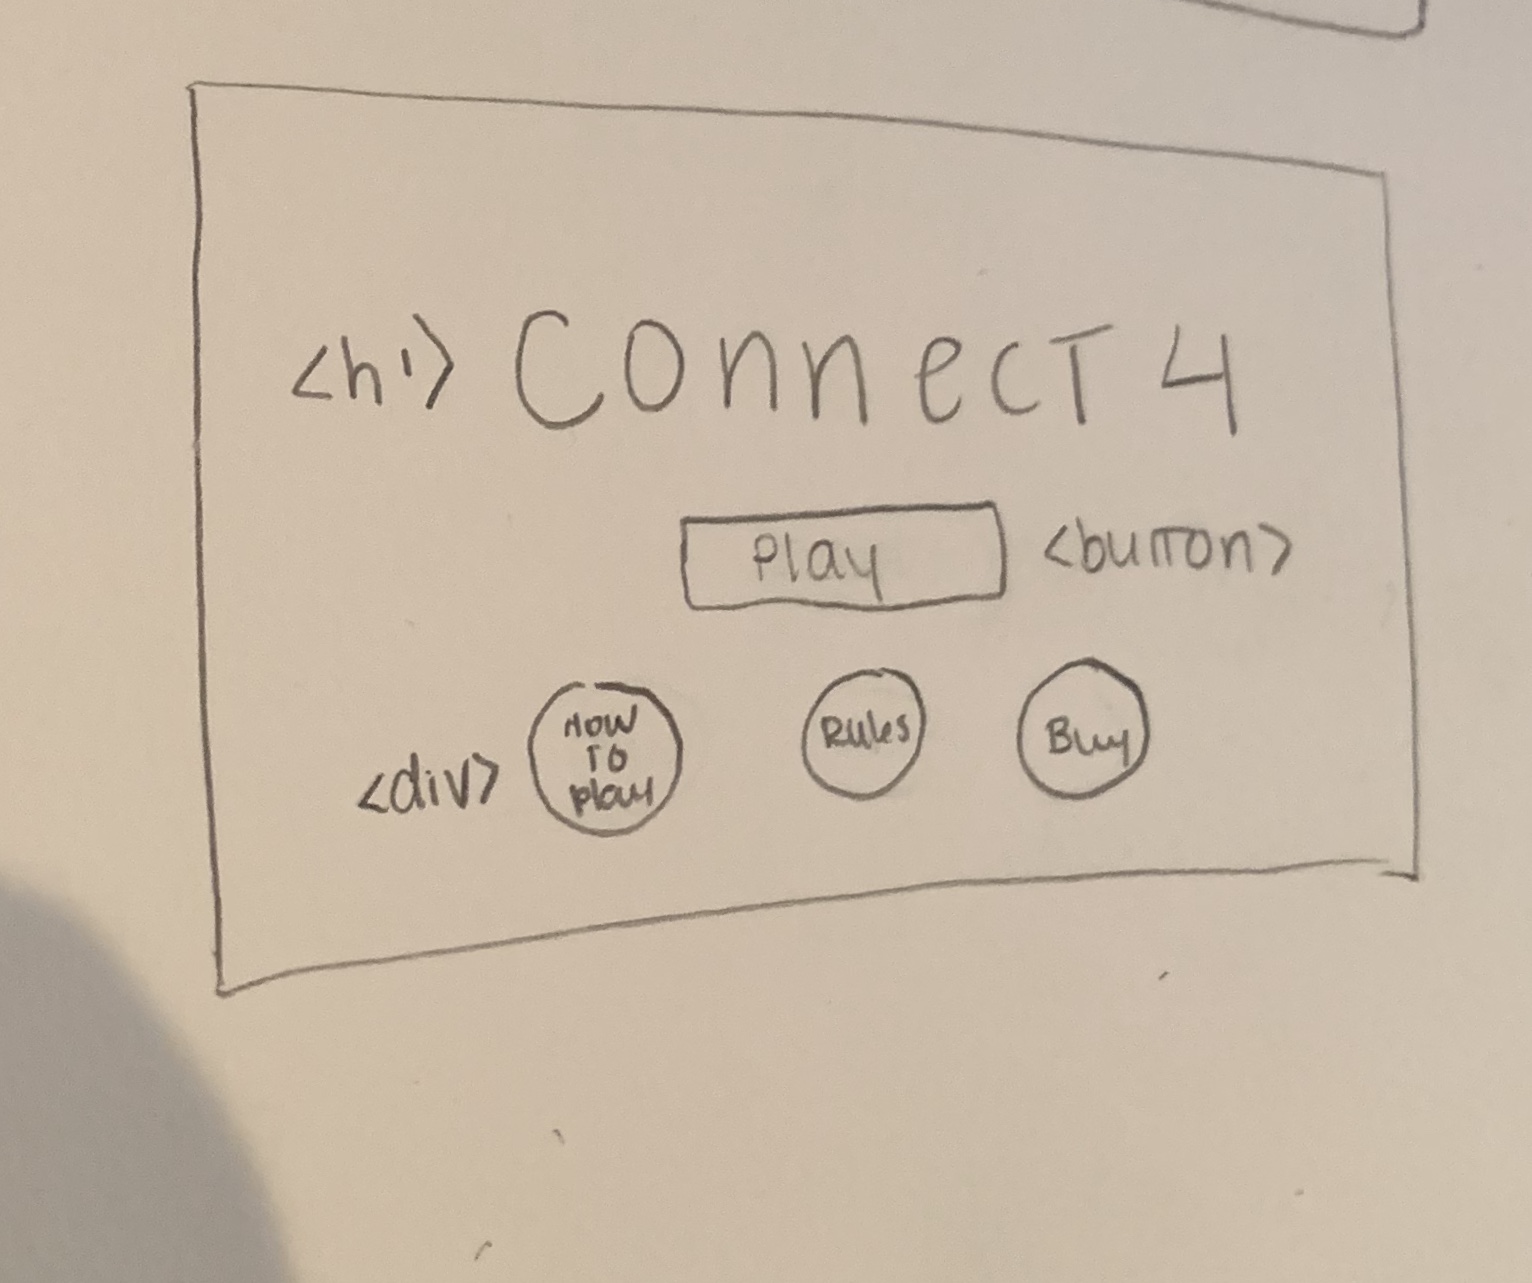 <h1> Connect 4
Play <button>
<div> How
To
play
Rules
Buy